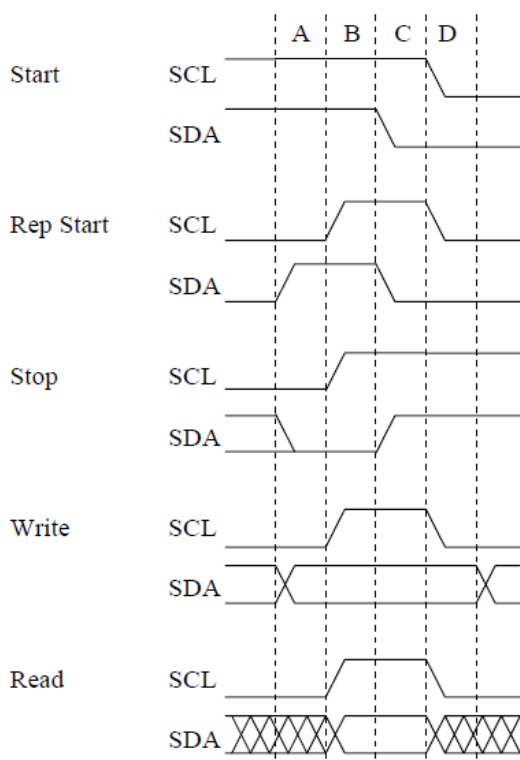 A B C D
Start SCL
SDA
Rep Start SCL
SDA
Stop SCL
SDA
Write SCL
SDA
Read SCL
SDA